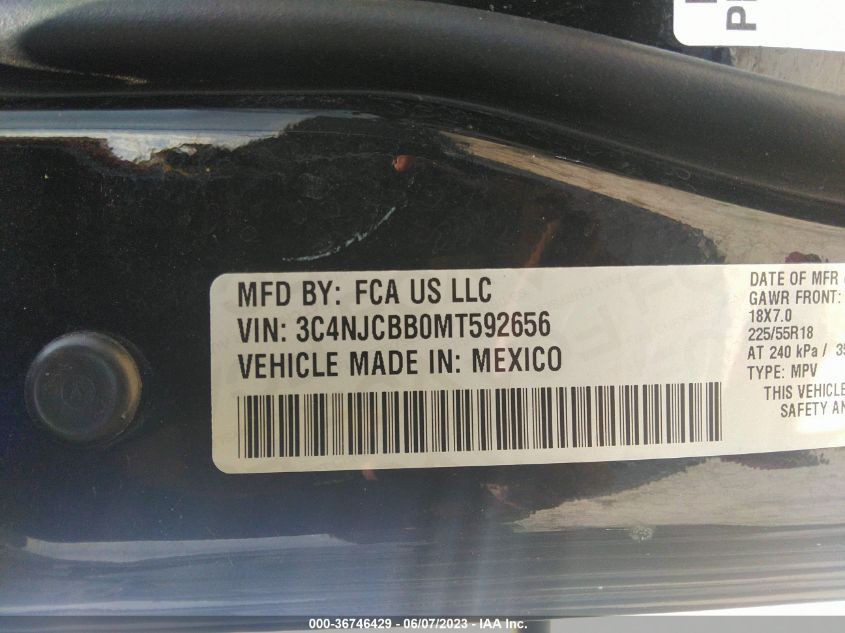 MFD BY: FCA US LLC
VIN: 3C4NJCBB0MT592656
VEHICLE MADE IN: MEXICO
DATE OF MFR
GAWR FRONT:
18X7.0
225/55R18
AT 240 kPa /
TYPE: MPV
THIS VEHICLE
SAFETY
000-36746429 - 06/07/2023 - IAA Inc.